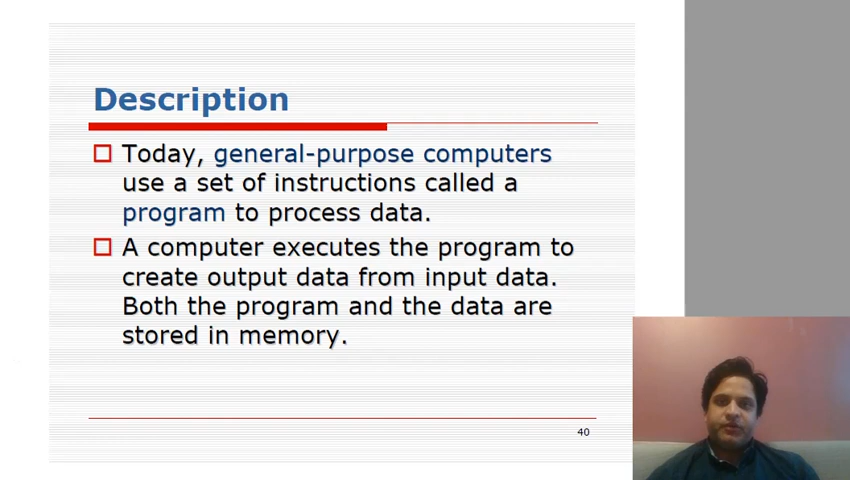 Description
Today, general-purpose computers
use a set of instructions called a
program to process data.
A computer executes the program to
create output data from input data.
Both the program and the data are
stored in memory.
40